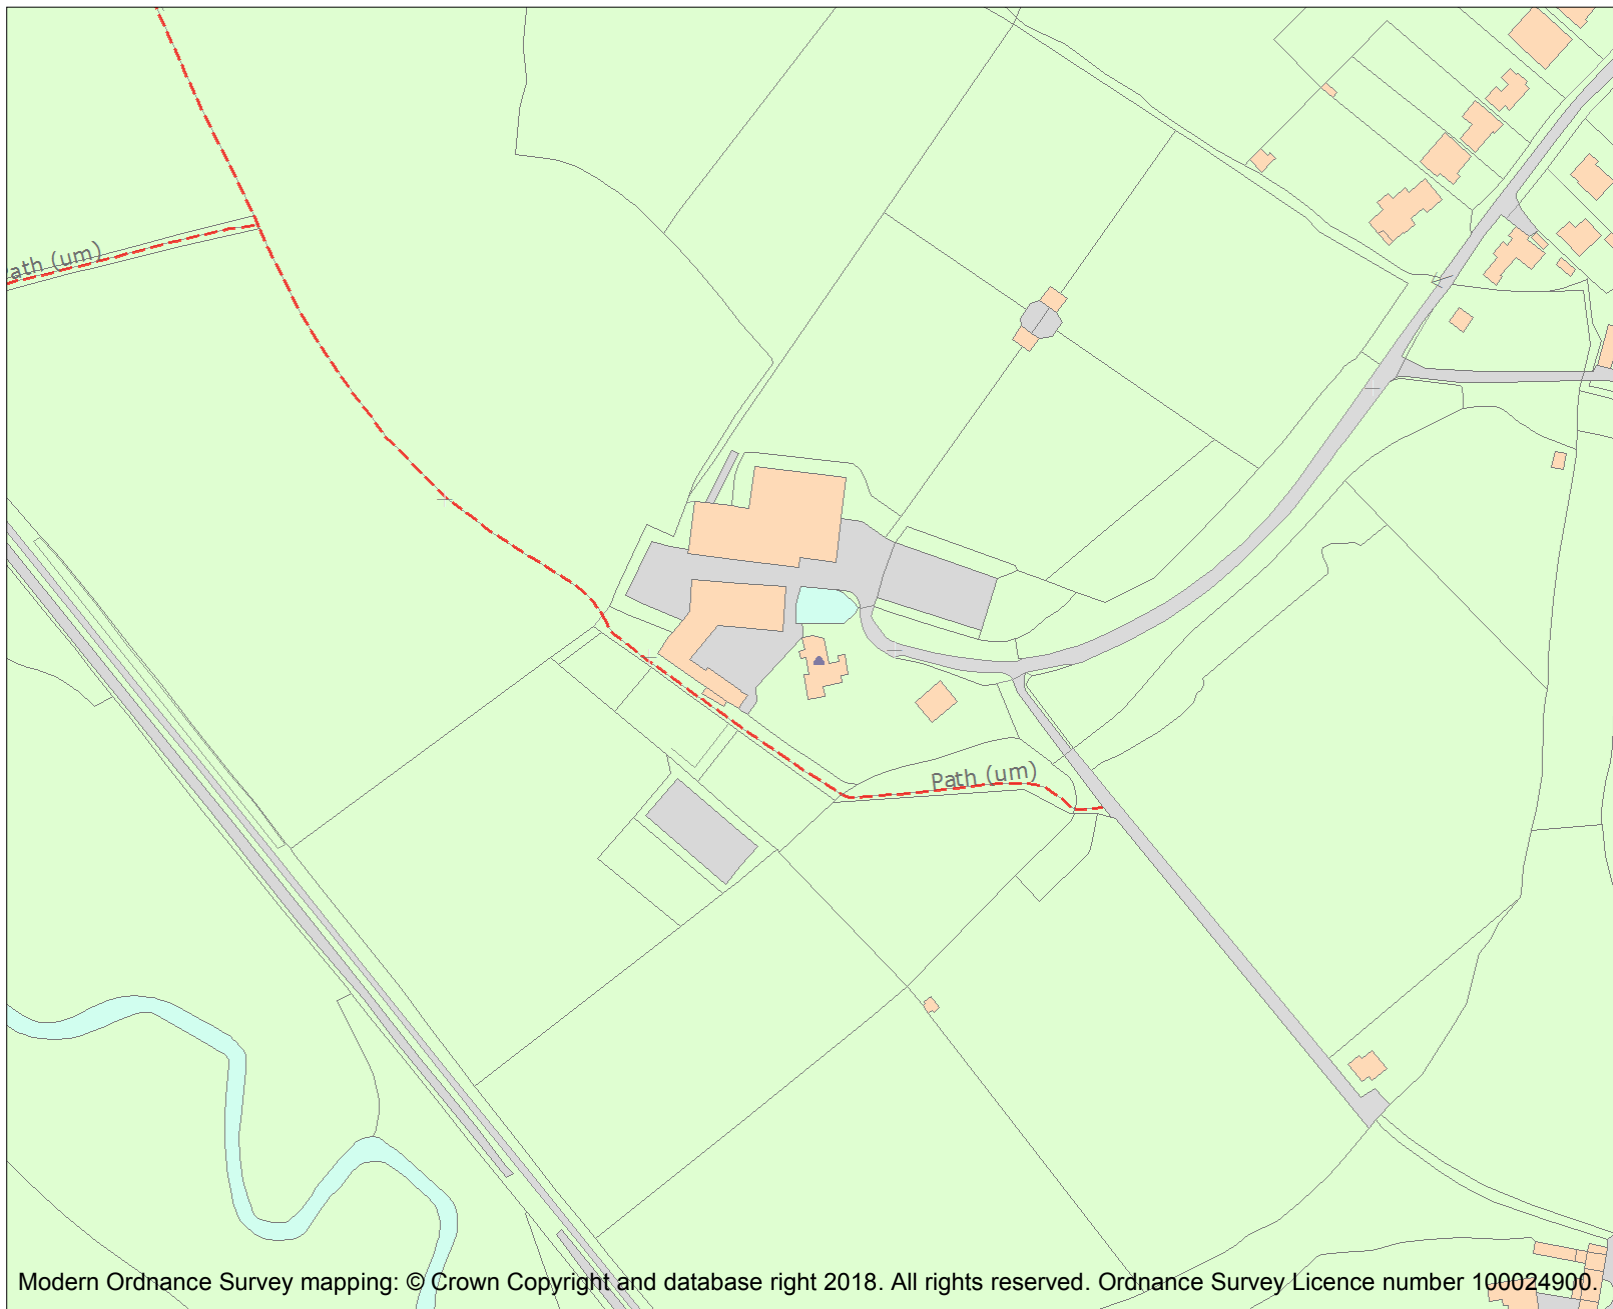 ath (um)
Path (um)
Modern Ordnance Survey mapping: © Crown Copyright and database right 2018. All rights reserved. Ordnance Survey Licence number 100024900.